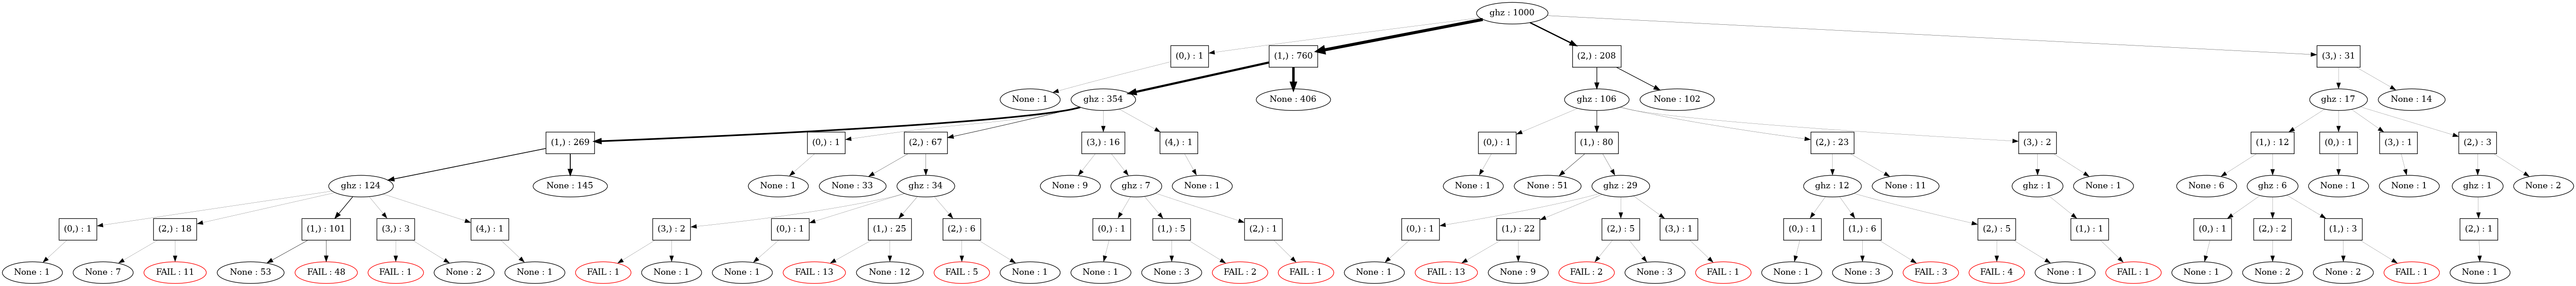 ghz : 1000
(0,) : 1
(1,) : 760
(2,) : 208
(3,) : 31
None : 1
ghz : 354
None : 406
ghz : 106
None : 102
ghz : 17
None : 14
(1,) : 269
(0,) : 1
(2,) : 67
(3,) : 16
(4,) : 1
(0,) : 1
(1,) : 80
(2,) : 23
(3,) : 2
(1,) : 12
(0,) : 1
(3,) : 1
(2,) : 3
ghz : 124
None : 145
None : 1
None : 33
ghz : 34
None : 9
ghz : 7
None : 1
None : 1
None : 51
ghz : 29
ghz : 12
None : 11
ghz : 1
None : 1
None : 6
ghz : 6
None : 1
None : 1
ghz : 1
None : 2
(0,) : 1
(2,) : 18
(1,) : 101
(3,) : 3
(4,) : 1
(3,) : 2
(0,) : 1
(1,) : 25
(2,) : 6
(0,) : 1
(1,) : 5
(2,) : 1
(0,) : 1
(1,) : 22
(2,) : 5
(3,) : 1
(0,) : 1
(1,) : 6
(2,) : 5
(1,) : 1
(0,) : 1
(2,) : 2
(1,) : 3
(2,) : 1
None : 1
None : 7
FAIL : 11
None : 53
FAIL : 48
FAIL : 1
None : 2
None : 1
FAIL : 1
None : 1
None : 1
FAIL : 13
None : 12
FAIL : 5
None : 1
None : 1
None : 3
FAIL : 2
FAIL : 1
None : 1
FAIL : 13
None : 9
FAIL : 2
None : 3
FAIL : 1
None : 1
None : 3
FAIL : 3
FAIL : 4
None : 1
FAIL : 1
None : 1
None : 2
None : 2
FAIL : 1
None : 1